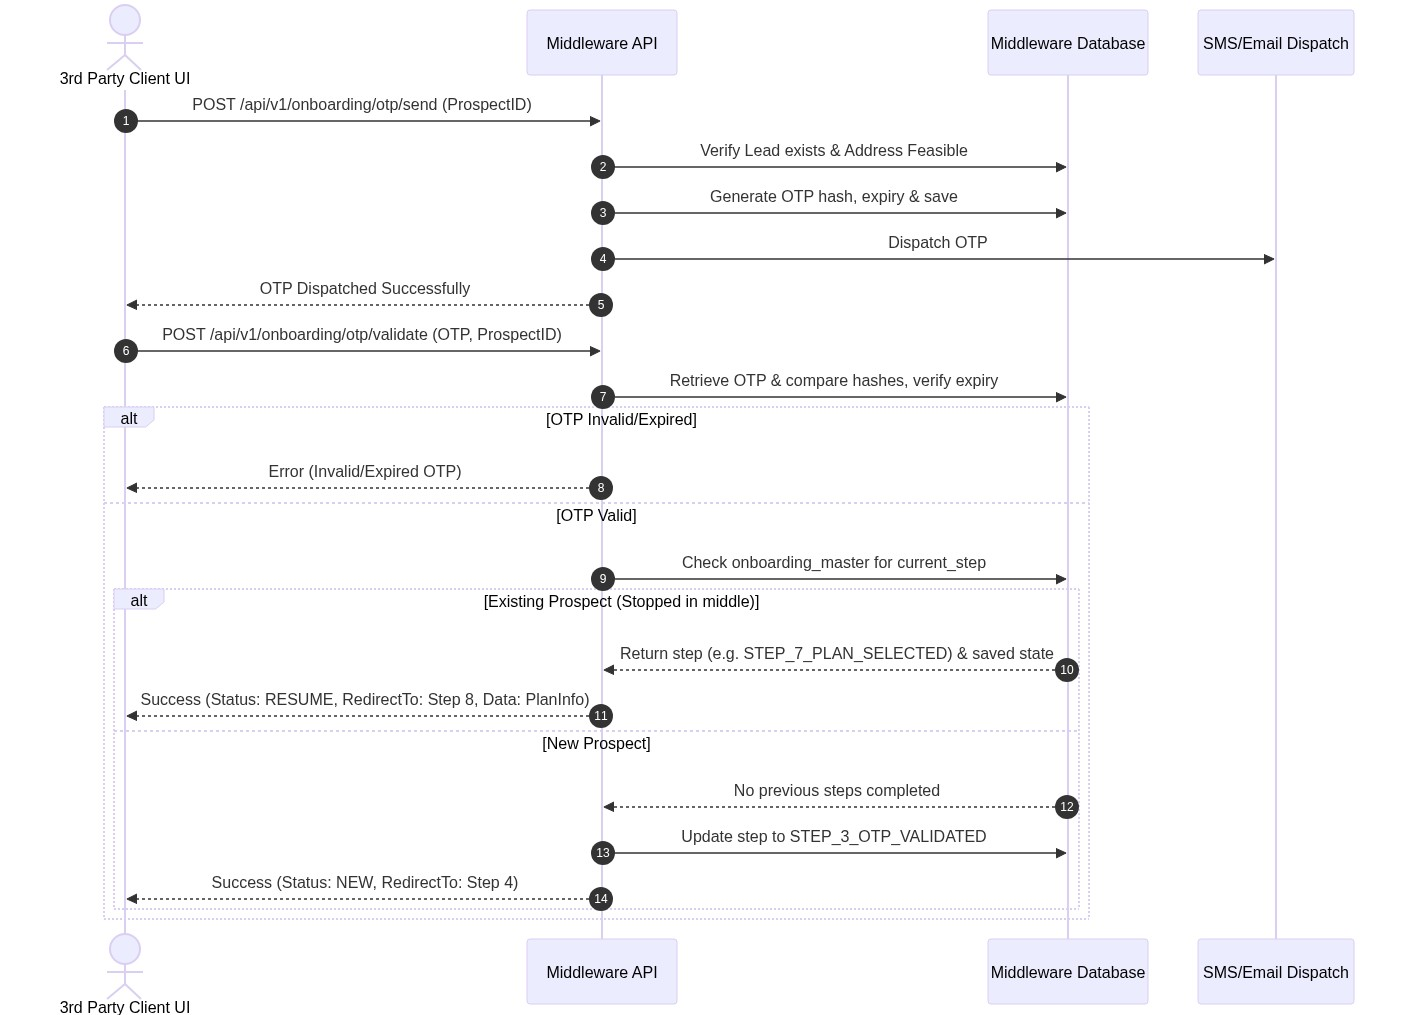 3rd Party Client UI
Middleware API
Middleware Database
SMS/Email Dispatch
POST /api/v1/onboarding/otp/send (ProspectID)
1
Verify Lead exists & Address Feasible
2
Generate OTP hash, expiry & save
3
Dispatch OTP
4
OTP Dispatched Successfully
5
POST /api/v1/onboarding/otp/validate (OTP, ProspectID)
6
Retrieve OTP & compare hashes, verify expiry
7
alt
[OTP Invalid/Expired]
Error (Invalid/Expired OTP)
8
[OTP Valid]
Check onboarding_master for current_step
9
alt
[Existing Prospect (Stopped in middle)]
Return step (e.g. STEP_7_PLAN_SELECTED) & saved state
10
Success (Status: RESUME, RedirectTo: Step 8, Data: PlanInfo)
11
[New Prospect]
No previous steps completed
12
Update step to STEP_3_OTP_VALIDATED
13
Success (Status: NEW, RedirectTo: Step 4)
14
3rd Party Client UI
Middleware API
Middleware Database
SMS/Email Dispatch